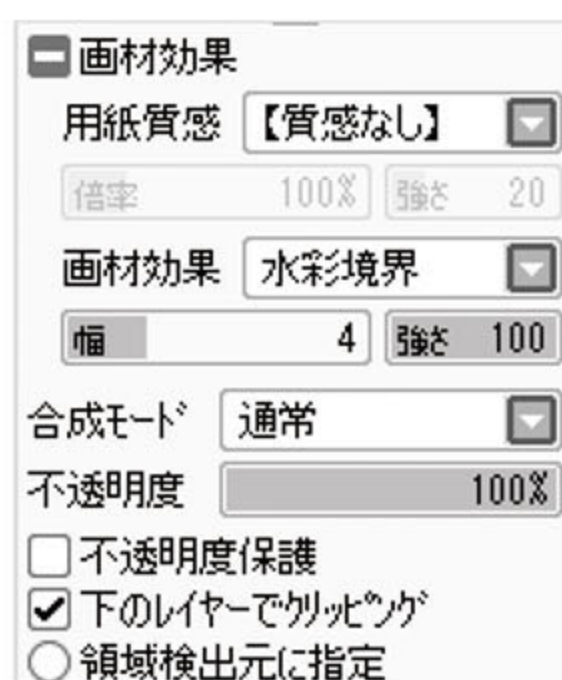 画材効果
用紙質感 【質感なし】
倍率 100% 強さ 20
画材効果 水彩境界
幅 4 強さ 100
合成ﾓｰﾄﾞ 通常
不透明度 100%
不透明度保護
下のﾚｲﾔｰでｸﾘｯﾋﾟﾝｸﾞ
領域検出元に指定